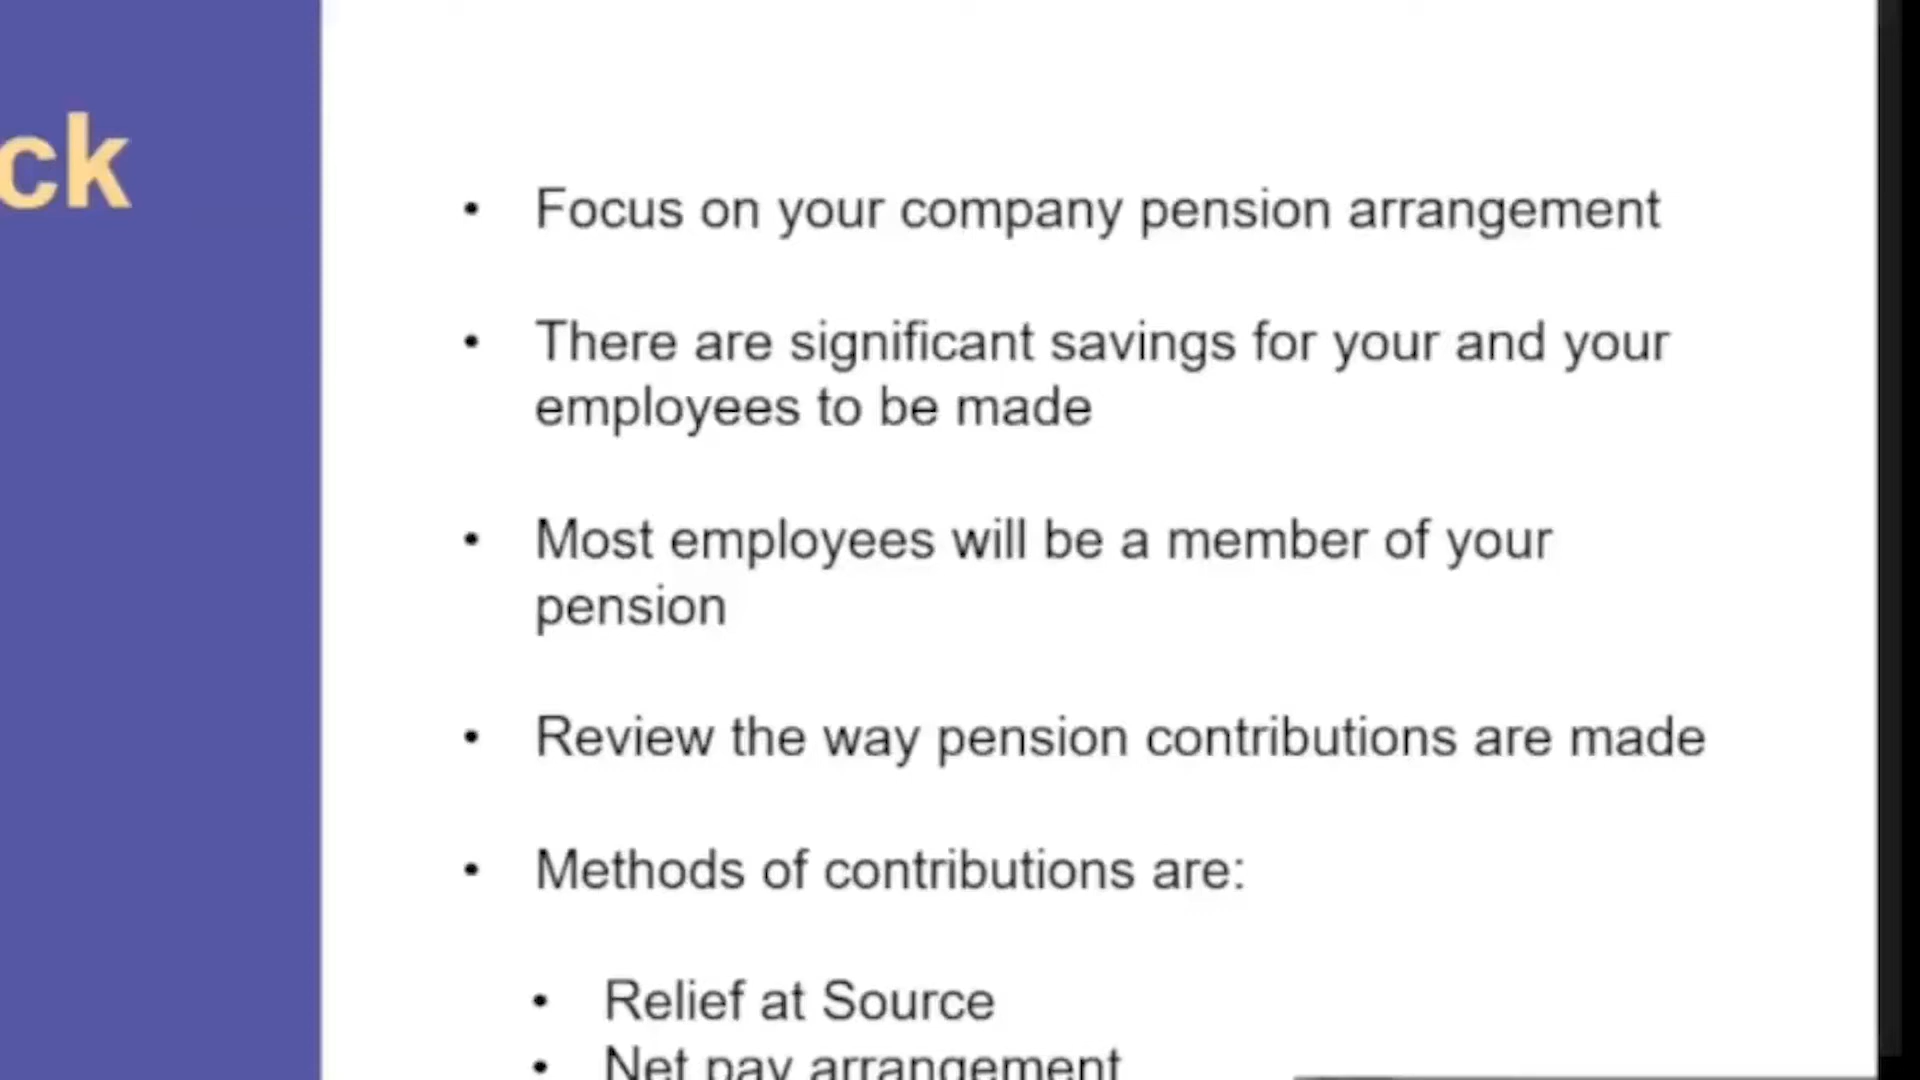 ck
• Focus on your company pension arrangement
• There are significant savings for your and your
employees to be made
• Most employees will be a member of your
pension
• Review the way pension contributions are made
• Methods of contributions are:
• Relief at Source
• Net pay arrangement